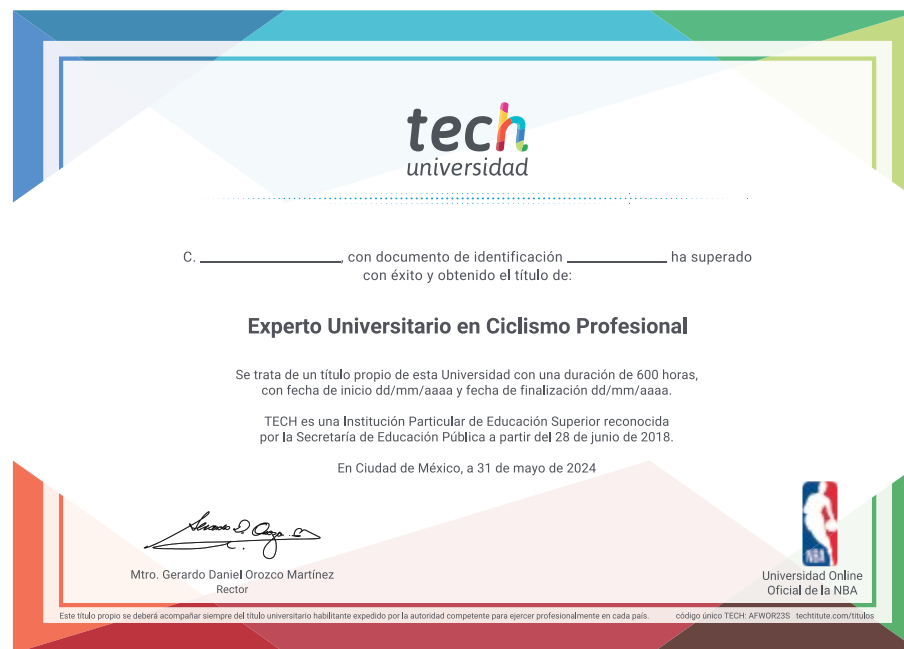 tech
universidad
C. ____________, con documento de identificación ____________ ha superado
con éxito y obtenido el título de:
Experto Universitario en Ciclismo Profesional
Se trata de un título propio de esta Universidad con una duración de 600 horas,
con fecha de inicio dd/mm/aaaa y fecha de finalización dd/mm/aaaa.
TECH es una Institución Particular de Educación Superior reconocida
por la Secretaría de Educación Pública a partir del 28 de junio de 2018.
En Ciudad de México, a 31 de mayo de 2024
Mtro. Gerardo Daniel Orozco Martínez
Rector
NBA
Universidad Online
Oficial de la NBA
Este título propio se deberá acompañar siempre del título universitario habilitante expedido por la autoridad competente para ejercer profesionalmente en cada país. código único TECH: AFWOR23S techtitute.com/titulos